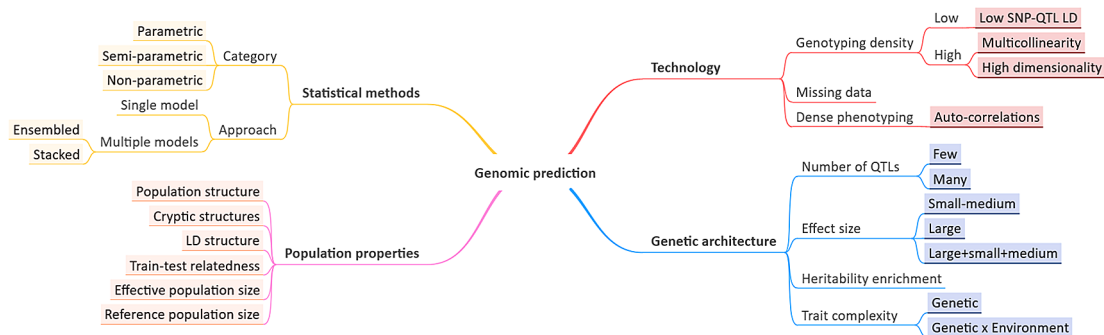 Genomic prediction
Statistical methods
Category
Parametric
Semi-parametric
Non-parametric
Approach
Single model
Multiple models
Ensembled
Stacked
Population properties
Population structure
Cryptic structures
LD structure
Train-test relatedness
Effective population size
Reference population size
Technology
Genotyping density
Low
Low SNP-QTL LD
High
Multicollinearity
High dimensionality
Missing data
Dense phenotyping
Auto-correlations
Genetic architecture
Number of QTLs
Few
Many
Effect size
Small-medium
Large
Large+small+medium
Heritability enrichment
Trait complexity
Genetic
Genetic x Environment